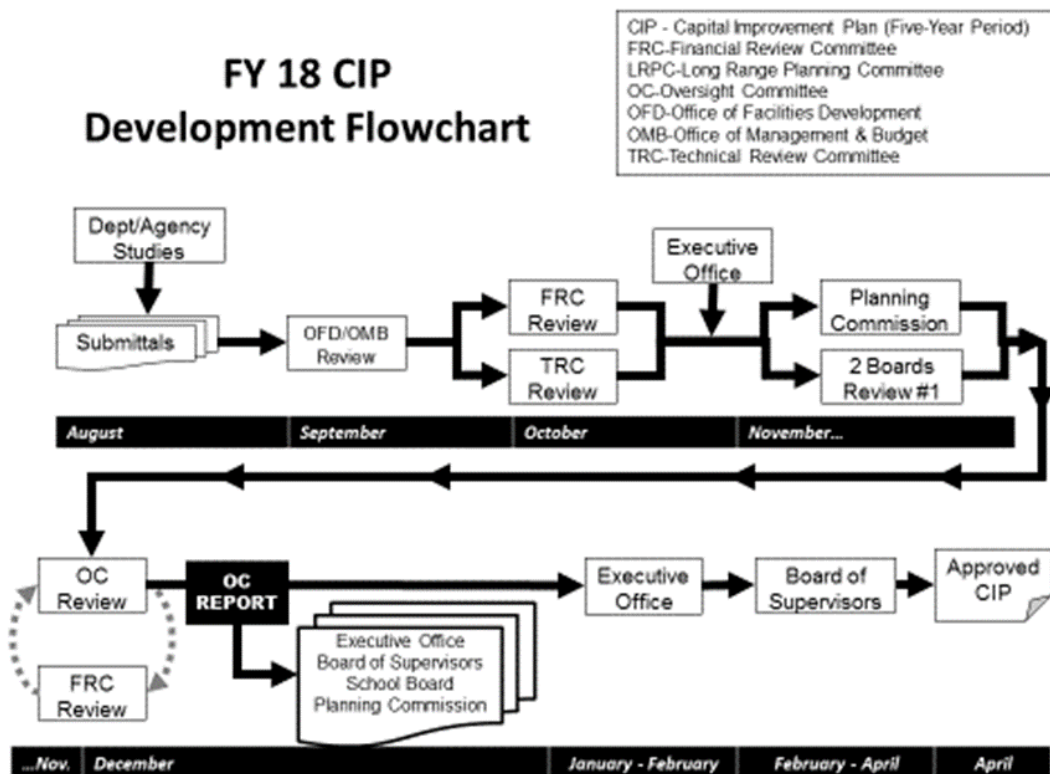 FY 18 CIP
Development Flowchart
CIP - Capital Improvement Plan (Five-Year Period)
FRC-Financial Review Committee
LRPC-Long Range Planning Committee
OC-Oversight Committee
OFD-Office of Facilities Development
OMB-Office of Management & Budget
TRC-Technical Review Committee
Dept/Agency
Studies
Submittals
OFD/OMB
Review
FRC
Review
TRC
Review
Executive
Office
Planning
Commission
2 Boards
Review #1
August
September
October
November...
OC
Review
FRC
Review
OC
REPORT
Executive Office
Board of Supervisors
School Board
Planning Commission
Executive
Office
Board of
Supervisors
Approved
CIP
...Nov.
December
January - February
February - April
April